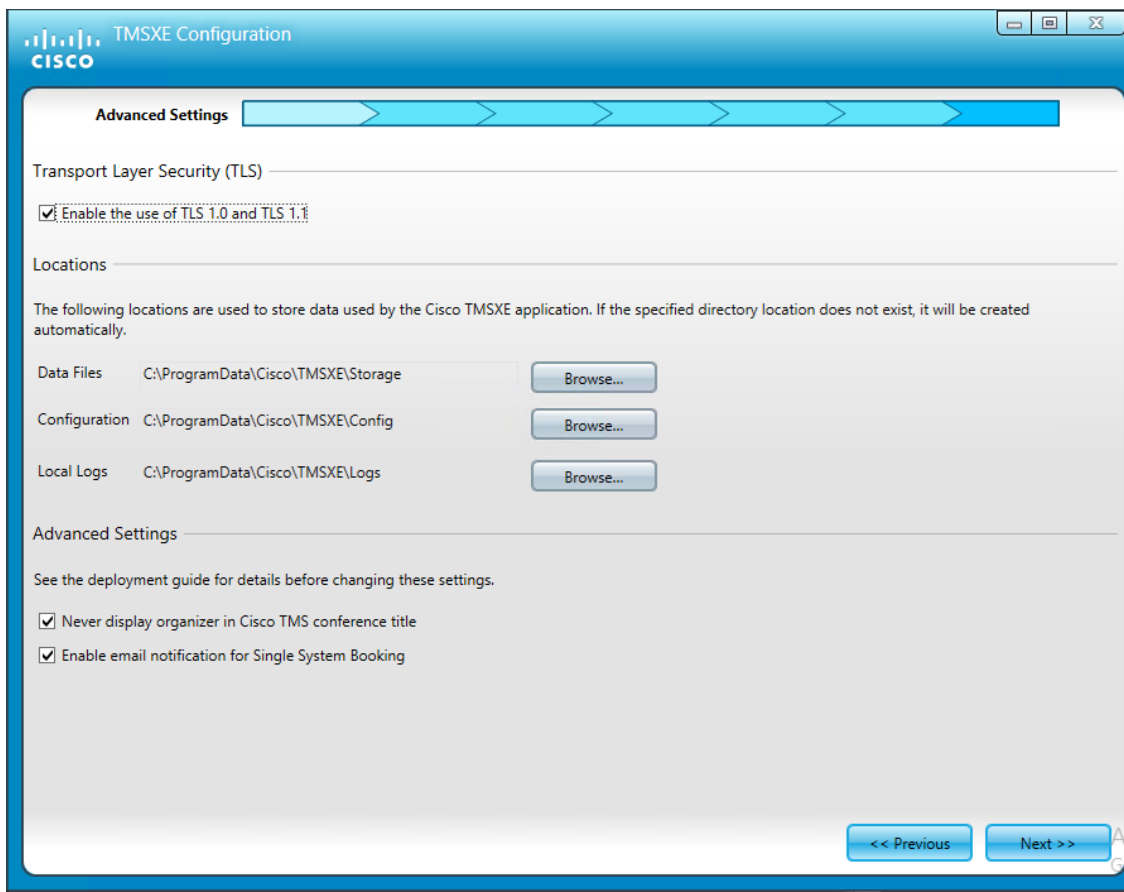 TMSXE Configuration
CISCO
Advanced Settings
Transport Layer Security (TLS)
Enable the use of TLS 1.0 and TLS 1.1
Locations
The following locations are used to store data used by the Cisco TMSXE application. If the specified directory location does not exist, it will be created
automatically.
Data Files C:\ProgramData\Cisco\TMSXE\Storage Browse...
Configuration C:\ProgramData\Cisco\TMSXE\Config Browse...
Local Logs C:\ProgramData\Cisco\TMSXE\Logs Browse...
Advanced Settings
See the deployment guide for details before changing these settings.
Never display organizer in Cisco TMS conference title
Enable email notification for Single System Booking
<< Previous Next >>